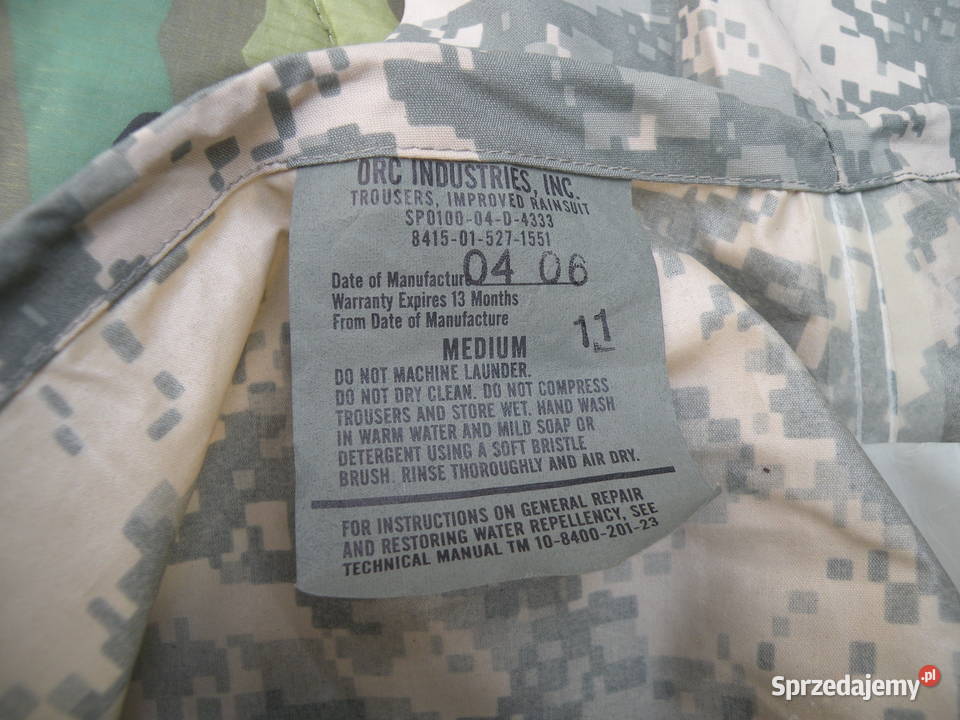 ORC INDUSTRIES, INC.
TROUSERS, IMPROVED RAINSUIT
SP0100-04-D-4333
8415-01-527-1551
Date of Manufactur 04 06
Warranty Expires 13 Months
From Date of Manufacture
11
MEDIUM
DO NOT MACHINE LAUNDER.
DO NOT DRY CLEAN. DO NOT COMPRESS
TROUSERS AND STORE WET. HAND WASH
IN WARM WATER AND MILD SOAP OR
DETERGENT USING A SOFT BRISTLE
BRUSH. RINSE THOROUGHLY AND AIR DRY.
FOR INSTRUCTIONS ON GENERAL REPAIR
AND RESTORING WATER REPELLENCY, SEE
TECHNICAL MANUAL TM 10-8400-201-23
Sprzedajemy.pl